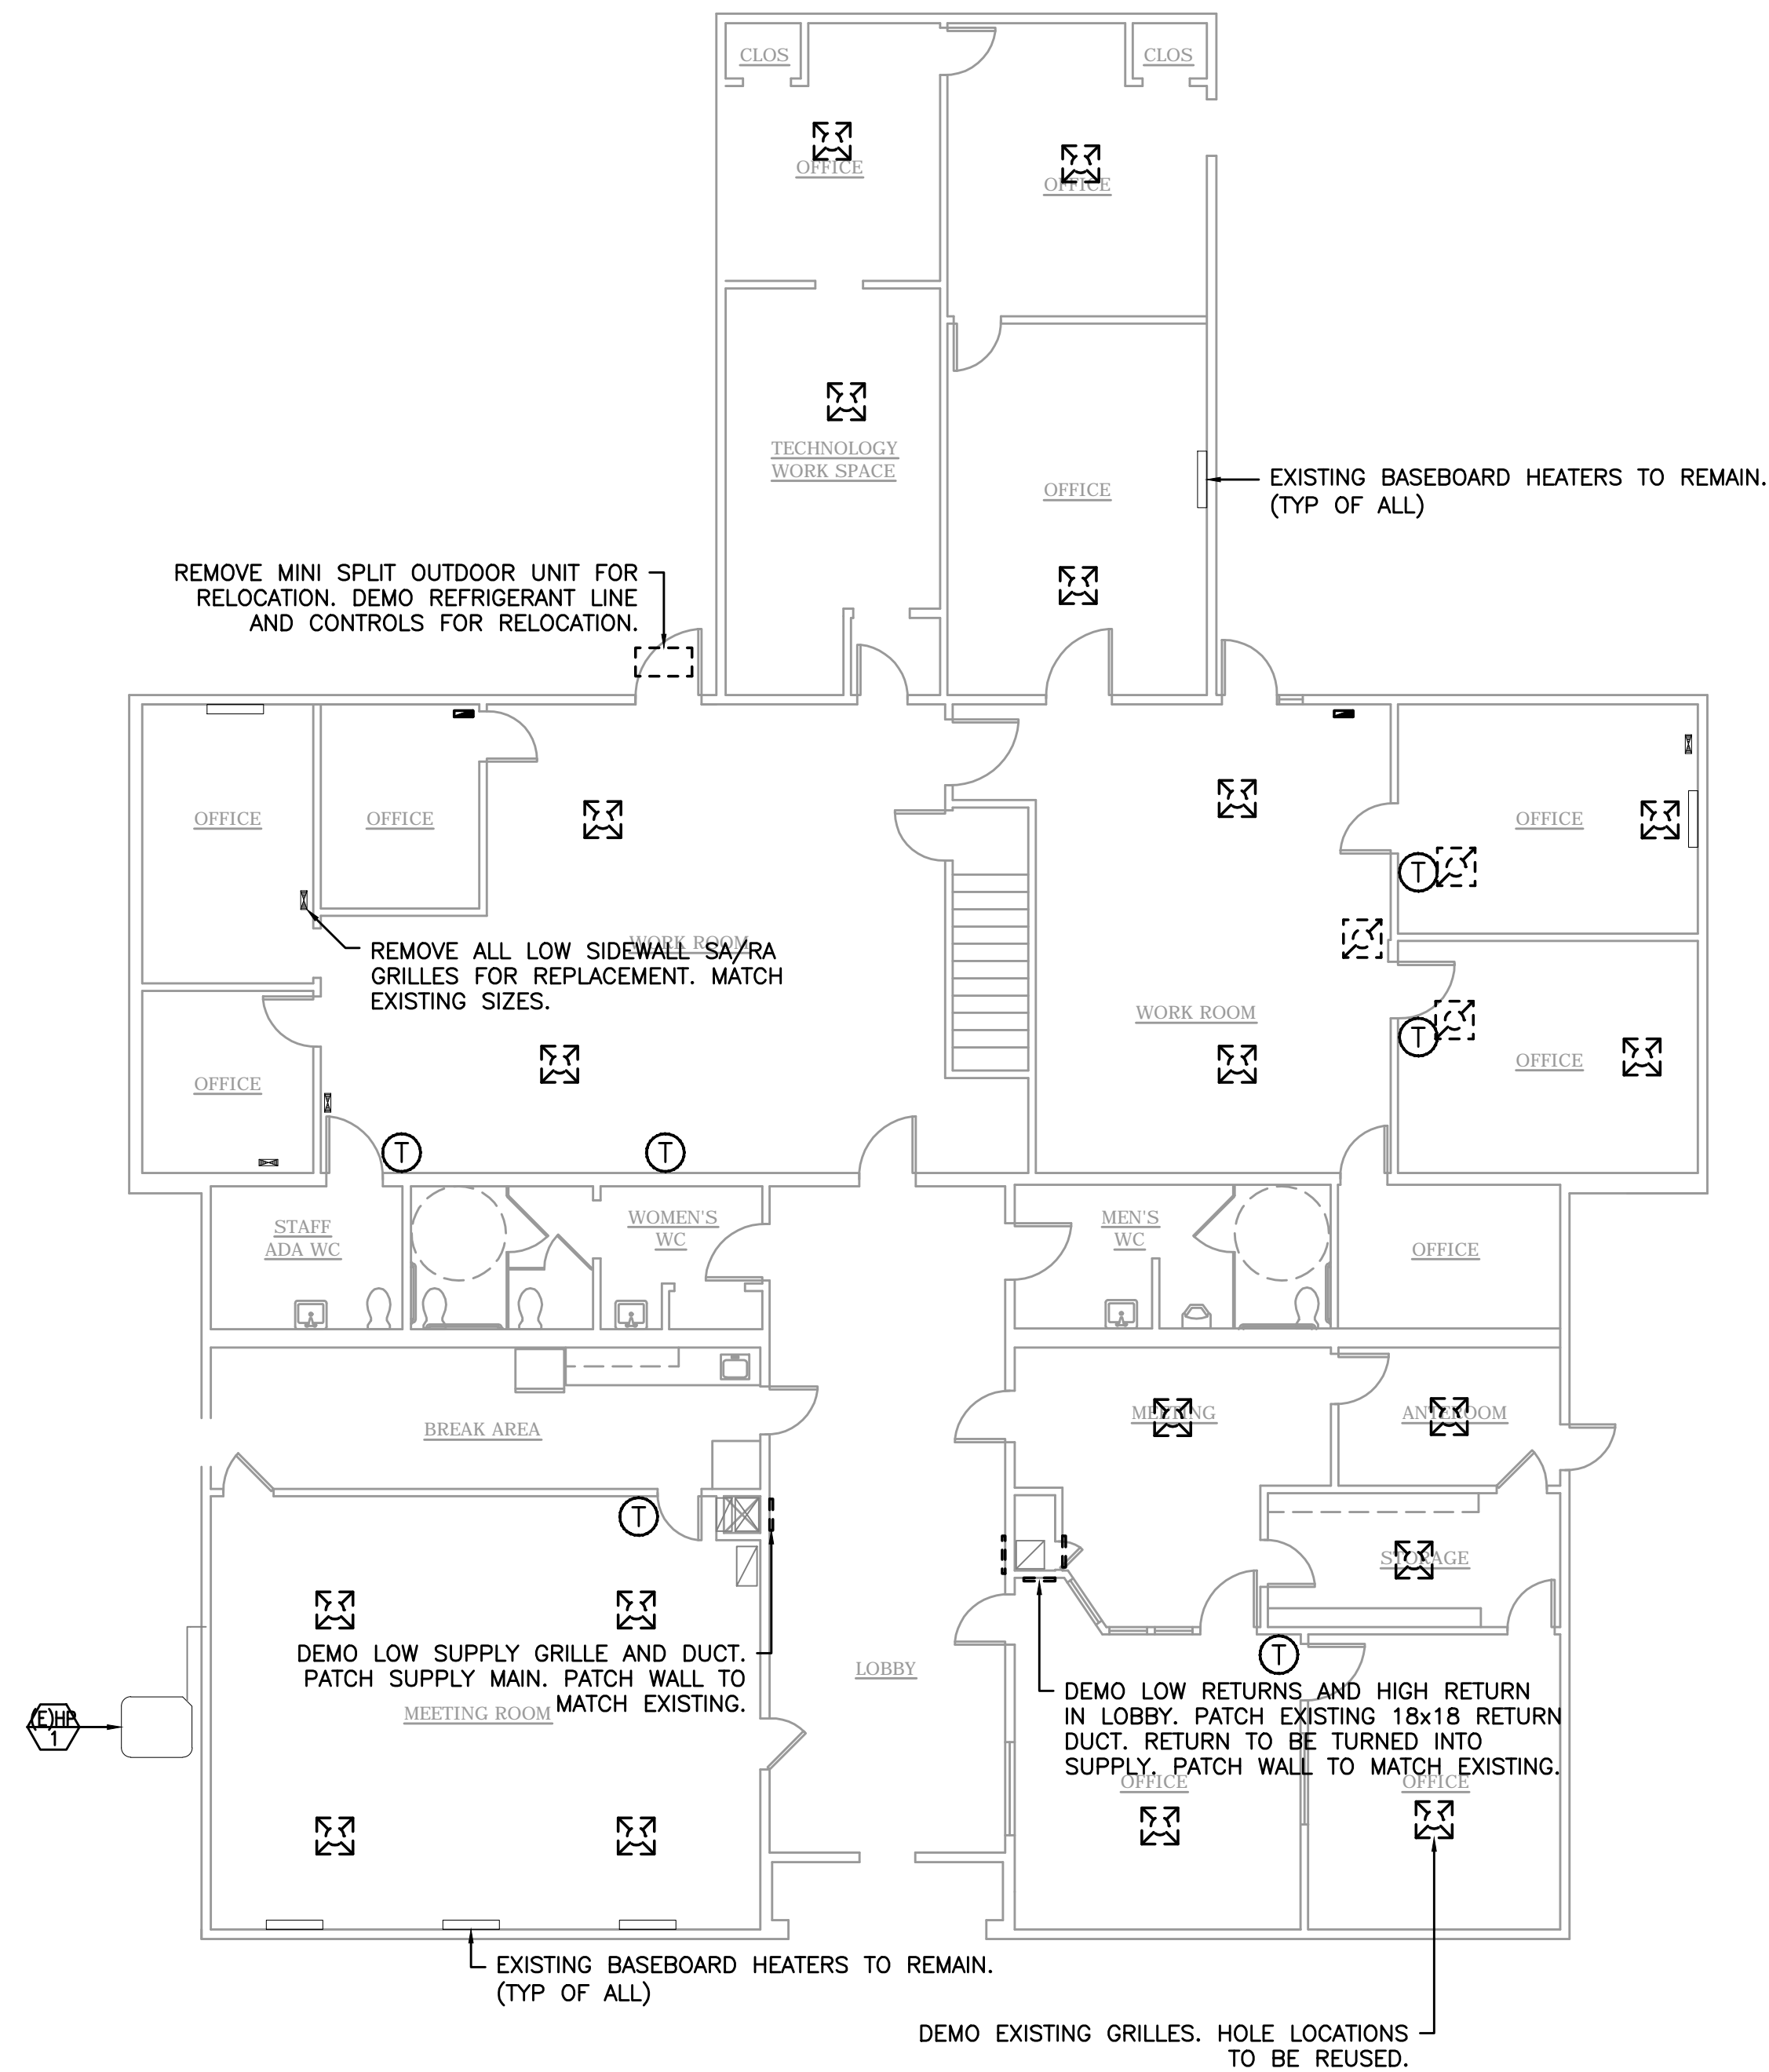 CLOS
CLOS
OFFICE
OFFICE
TECHNOLOGY
WORK SPACE
OFFICE
EXISTING BASEBOARD HEATERS TO REMAIN.
(TYP OF ALL)
REMOVE MINI SPLIT OUTDOOR UNIT FOR
RELOCATION. DEMO REFRIGERANT LINE
AND CONTROLS FOR RELOCATION.
OFFICE
OFFICE
OFFICE
T
WORK ROOM
REMOVE ALL LOW SIDEWALL SA/RA
GRILLES FOR REPLACEMENT. MATCH
EXISTING SIZES.
WORK ROOM
T
OFFICE
OFFICE
T
T
STAFF
ADA WC
WOMEN'S
WC
MEN'S
WC
OFFICE
BREAK AREA
MEETING
ANTEROOM
T
STORAGE
DEMO LOW SUPPLY GRILLE AND DUCT.
PATCH SUPPLY MAIN. PATCH WALL TO
MATCH EXISTING.
MEETING ROOM
LOBBY
T
DEMO LOW RETURNS AND HIGH RETURN
IN LOBBY. PATCH EXISTING 18x18 RETURN
DUCT. RETURN TO BE TURNED INTO
SUPPLY. PATCH WALL TO MATCH EXISTING.
(E)HP
1
OFFICE
OFFICE
EXISTING BASEBOARD HEATERS TO REMAIN.
(TYP OF ALL)
DEMO EXISTING GRILLES. HOLE LOCATIONS
TO BE REUSED.